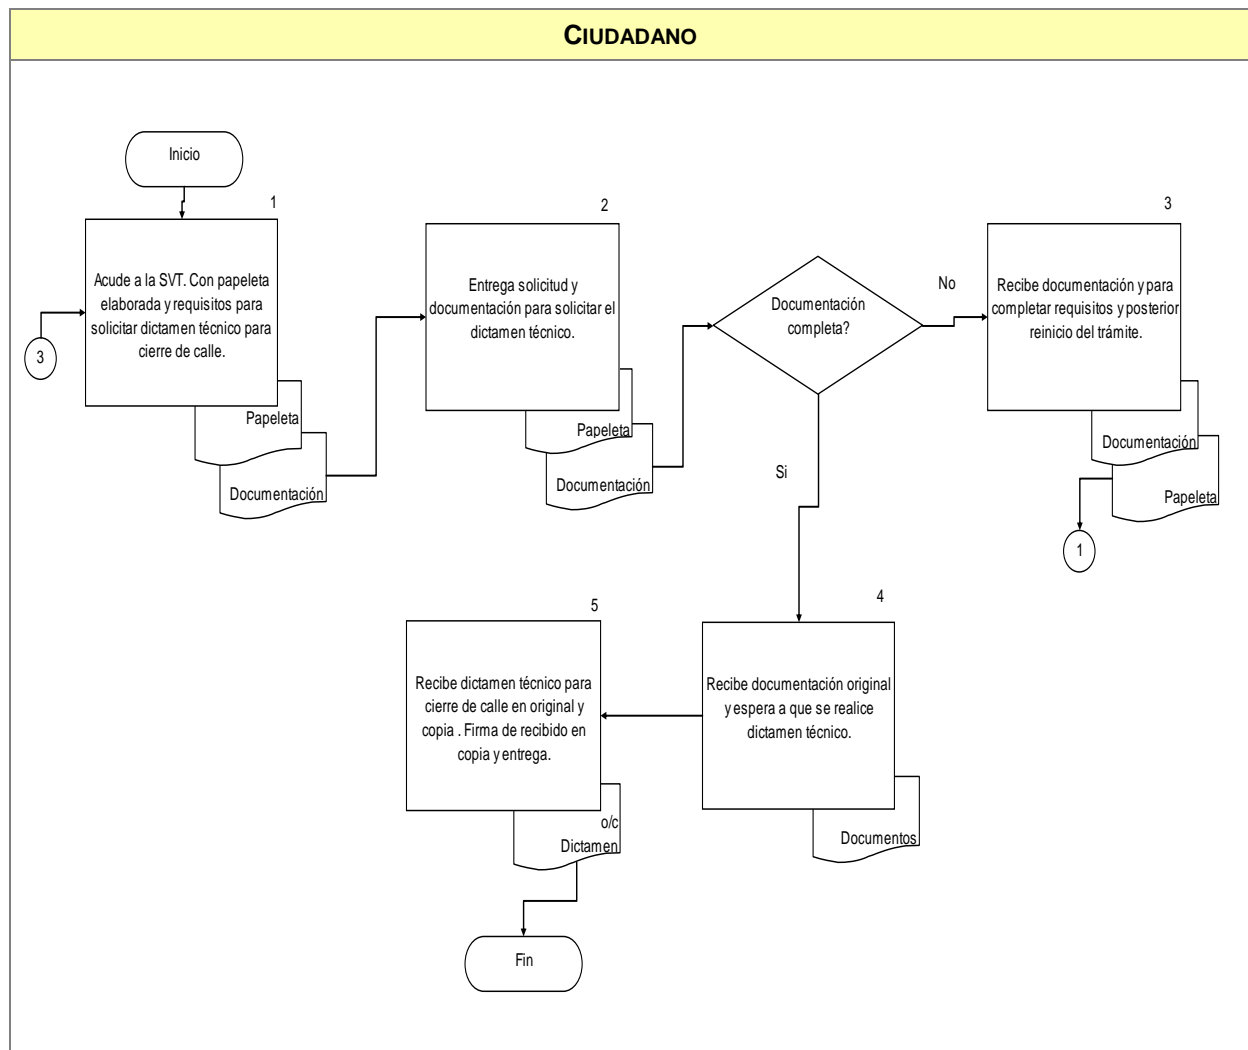 CIUDADANO
Inicio
1
Acude a la SVT. Con papeleta
elaborada y requisitos para
solicitar dictamen técnico para
cierre de calle.
3
Papeleta
Documentación
2
Entrega solicitud y
documentación para solicitar el
dictamen técnico.
Papeleta
Documentación
Documentación
completa?
No
Si
3
Recibe documentación y para
completar requisitos y posterior
reinicio del trámite.
Documentación
Papeleta
1
4
Recibe documentación original
y espera a que se realice
dictamen técnico.
Documentos
5
Recibe dictamen técnico para
cierre de calle en original y
copia . Firma de recibido en
copia y entrega.
o/c
Dictamen
Fin